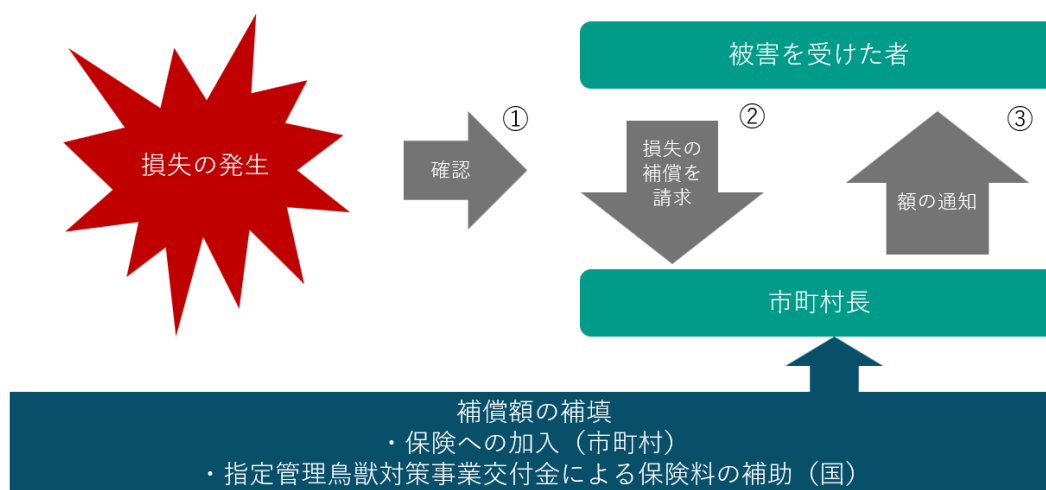 損失の発生
確認
①
被害を受けた者
②
損失の
補償を
請求
③
額の通知
市町村長
補償額の補填
・保険への加入（市町村）
・指定管理鳥獣対策事業交付金による保険料の補助（国）